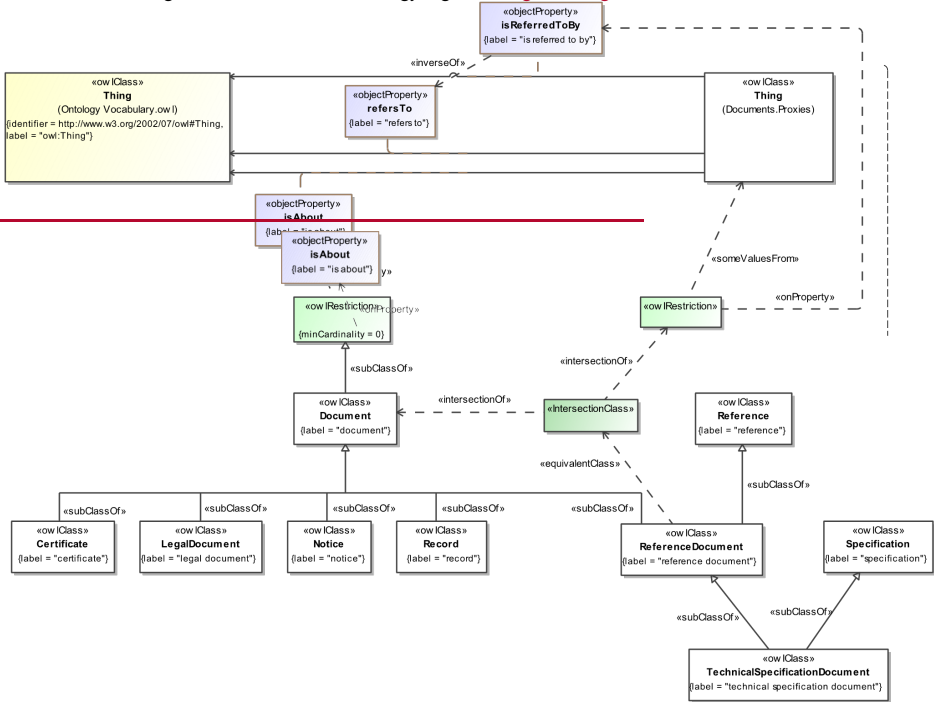 «objectProperty»
isReferredToBy
{label = "is referred to by"}
«inverseOf»
«owlClass»
Thing
(Ontology Vocabulary.owl)
{identifier = http://www.w3.org/2002/07/owl#Thing,
label = "owl:Thing"}
«objectProperty»
refersTo
{label = "refers to"}
«owlClass»
Thing
(Documents.Proxies)
«objectProperty»
isAbout
{label = "is about"}
«objectProperty»
isAbout
{label = "is about"}
y»
«someValuesFrom»
«owlRestriction»
«onProperty»
{minCardinality = 0}
«owlRestriction»
«onProperty»
«subClassOf»
«intersectionOf»
«owlClass»
Document
{label = "document"}
«intersectionOf»
«IntersectionClass»
«owlClass»
Reference
{label = "reference"}
«equivalentClass»
«subClassOf»
«subClassOf»
«subClassOf»
«subClassOf»
«subClassOf»
«subClassOf»
«owlClass»
Certificate
{label = "certificate"}
«owlClass»
LegalDocument
{label = "legal document"}
«owlClass»
Notice
{label = "notice"}
«owlClass»
Record
{label = "record"}
«owlClass»
ReferenceDocument
{label = "reference document"}
«owlClass»
Specification
{label = "specification"}
«subClassOf»
«subClassOf»
«owlClass»
TechnicalSpecificationDocument
{label = "technical specification document"}